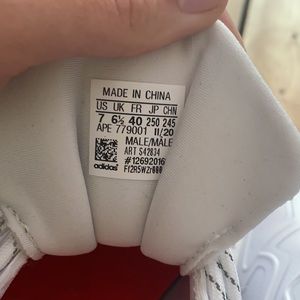 MADE IN CHINA
US UK FR JP CHN
7 6½ 40 250 245
APE 779001 11/20
MALE/MALE
ART S42834
#12692016
adidas